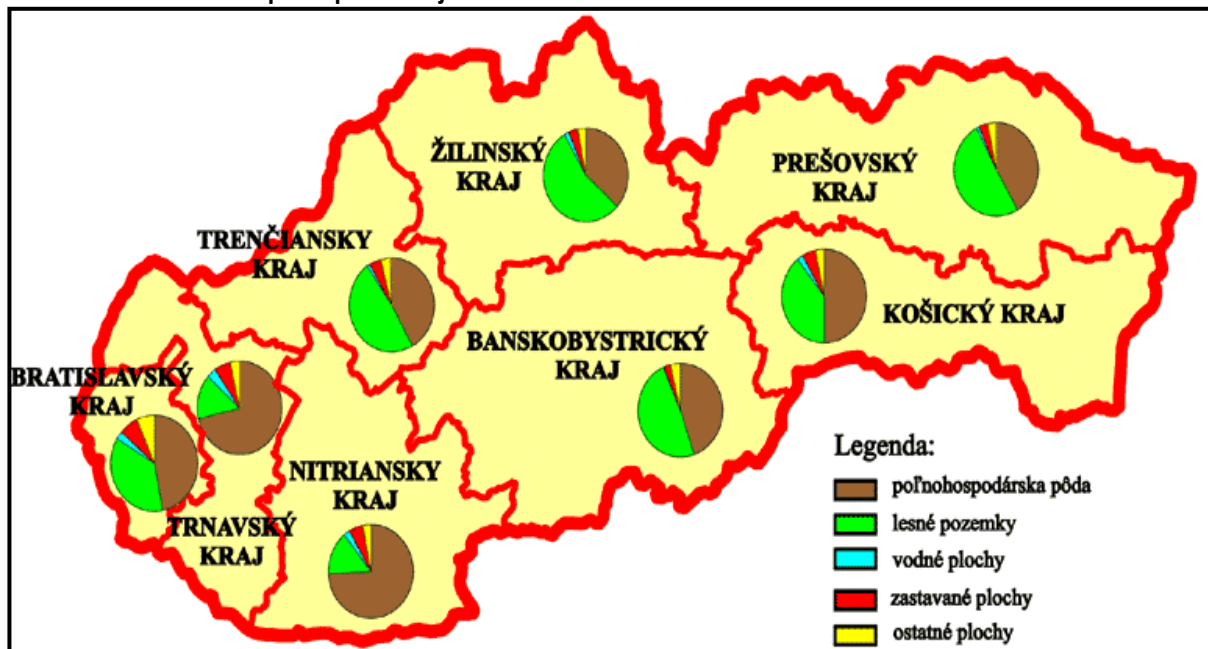 ŽILINSKÝ
KRAJ
PREŠOVSKÝ
KRAJ
TRENČIANSKY
KRAJ
KOŠICKÝ KRAJ
BANSKOBYSTRICKÝ
KRAJ
BRATISLAVSKÝ
KRAJ
NITRIANSKY
KRAJ
TRNAVSKÝ
KRAJ
Legenda:
poľnohospodárska pôda
lesné pozemky
vodné plochy
zastavané plochy
ostatné plochy